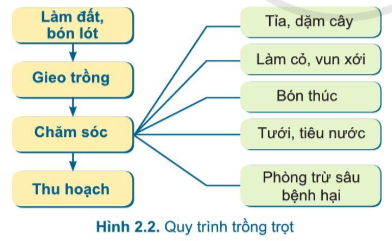 Làm đất,
bón lót
Gieo trồng
Chăm sóc
Thu hoạch
Tỉa, dặm cây
Làm cỏ, vun xới
Bón thúc
Tưới, tiêu nước
Phòng trừ sâu
bệnh hại
Hình 2.2. Quy trình trồng trọt